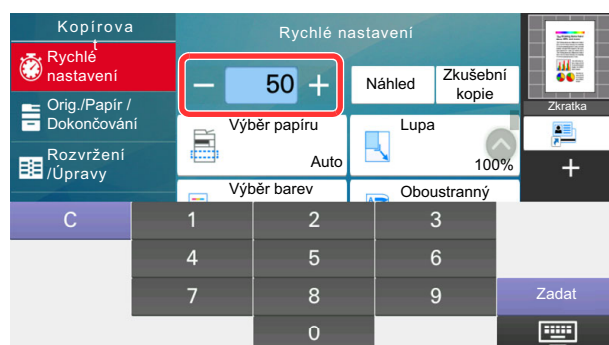 Kopírova
t
Rychlé
nastavení
Orig./Papír /
Dokončování
Rozvržení
/Úpravy
Rychlé nastavení
− 50 +
Náhled
Zkušební
kopie
Výběr papíru
Auto
Lupa
100%
Výběr barev
Oboustranný
Zkratka
+
C
1 2 3
4 5 6
7 8 9
0
Zadat